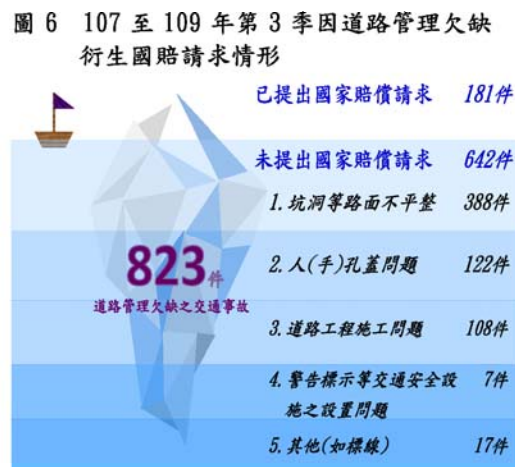 圖 6 107 至 109 年第 3 季因道路管理欠缺
衍生國賠請求情形
已提出國家賠償請求 181件
未提出國家賠償請求 642件
1.坑洞等路面不平整 388件
823件
道路管理欠缺之交通事故
2.人(手)孔蓋問題 122件
3.道路工程施工問題 108件
4.警告標示等交通安全設 7件
施之設置問題
5.其他(如標線) 17件